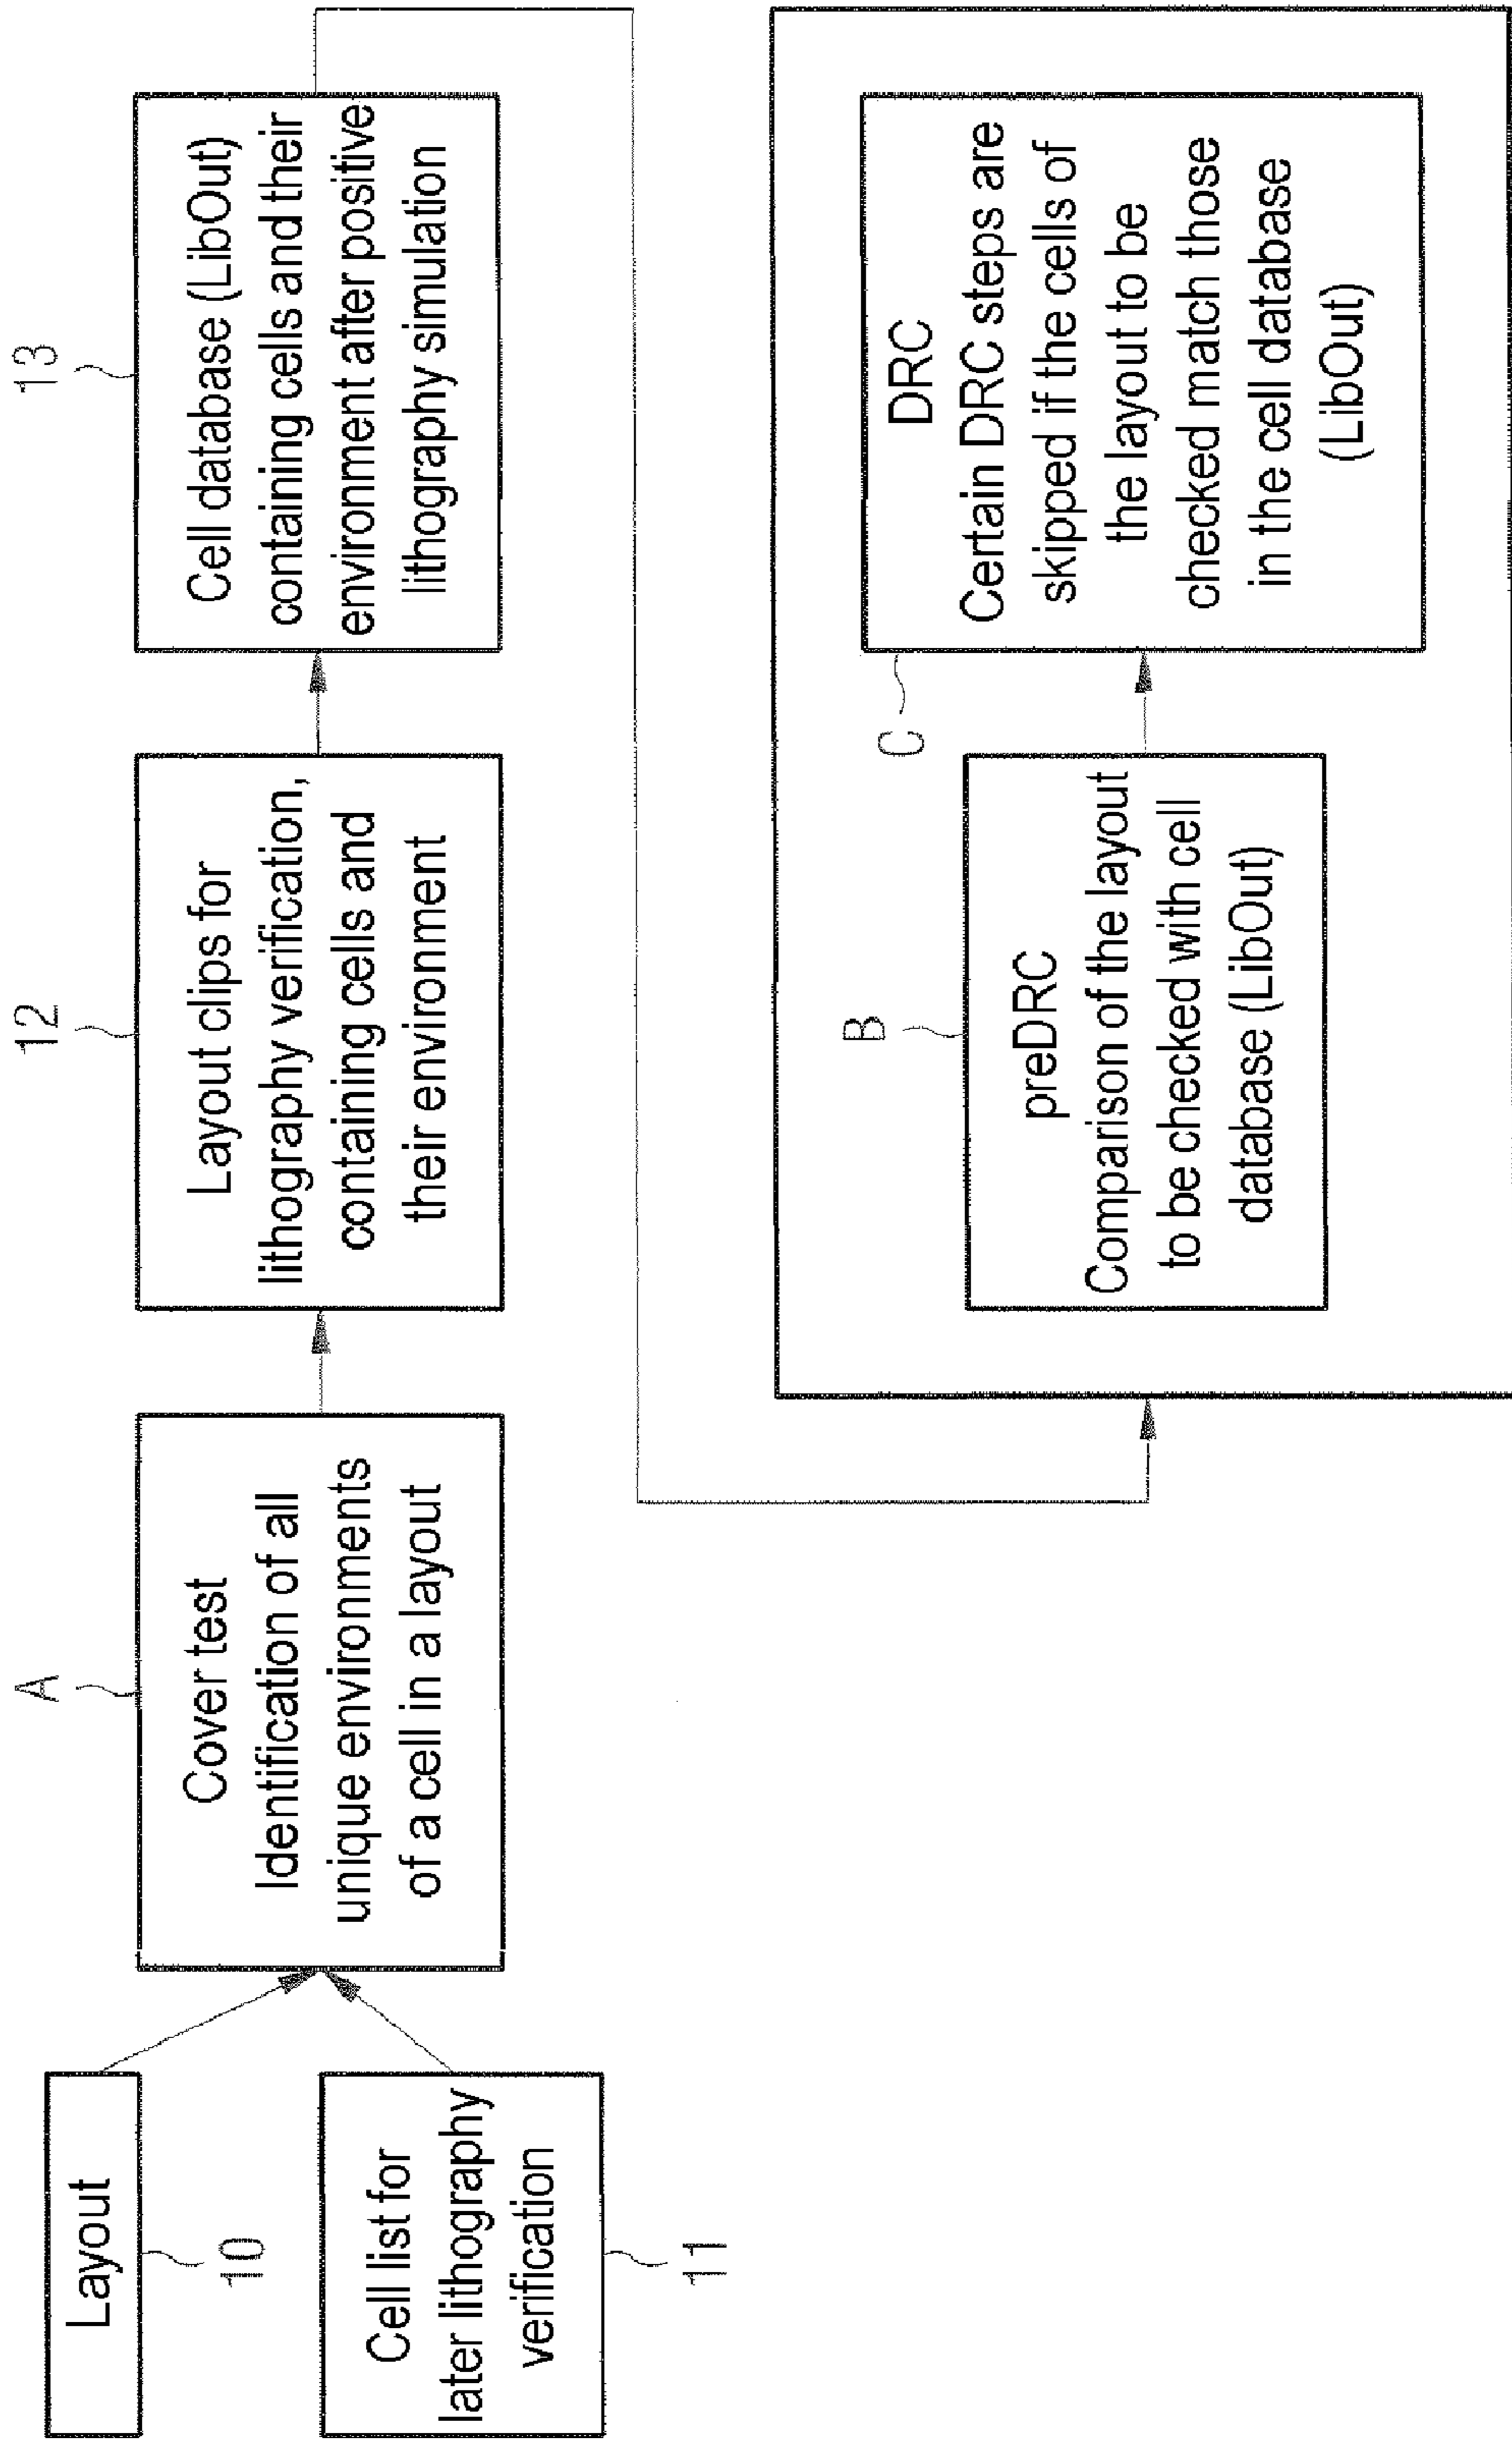 Layout
10
Cell list for
later lithography
verification
11
A
Cover test
Identification of all
unique environments
of a cell in a layout
12
Layout clips for
lithography verification,
containing cells and
their environment
13
Cell database (LibOut)
containing cells and their
environment after positive
lithography simulation
B
preDRC
Comparison of the layout
to be checked with cell
database (LibOut)
C
DRC
Certain DRC steps are
skipped if the cells of
the layout to be
checked match those
in the cell database
(LibOut)